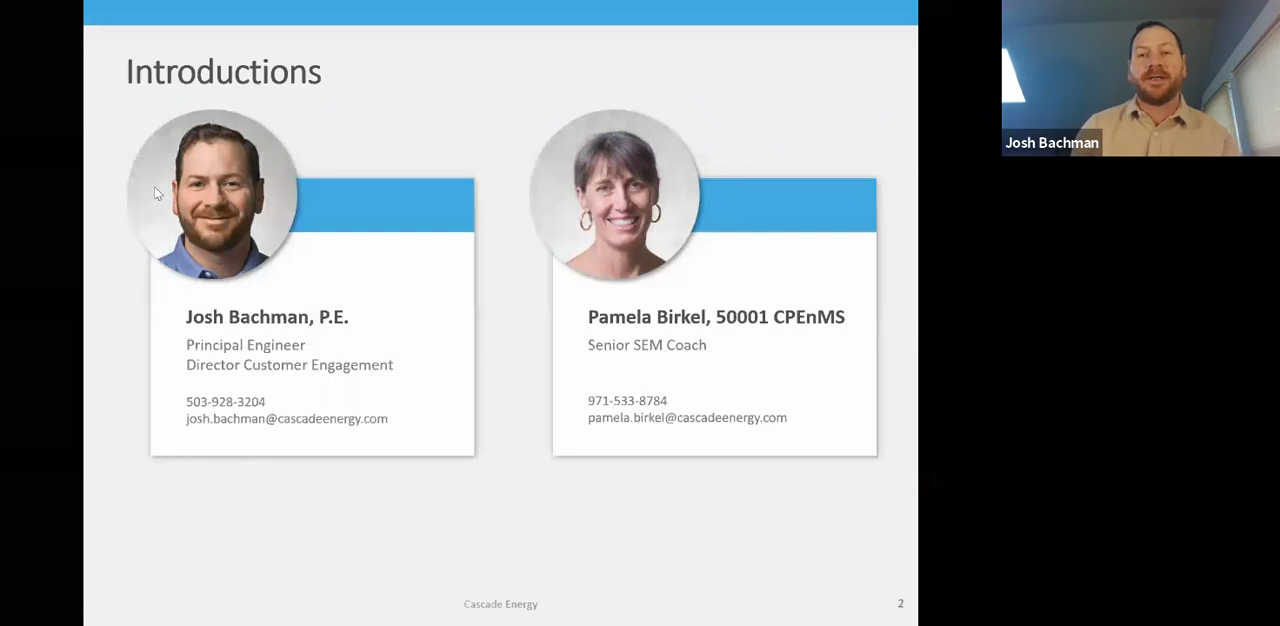 Introductions
Josh Bachman, P.E.
Principal Engineer
Director Customer Engagement
503-928-3204
josh.bachman@cascadeenergy.com
Pamela Birkel, 50001 CPEnMS
Senior SEM Coach
971-533-8784
pamela.birkel@cascadeenergy.com
Cascade Energy
2
Josh Bachman